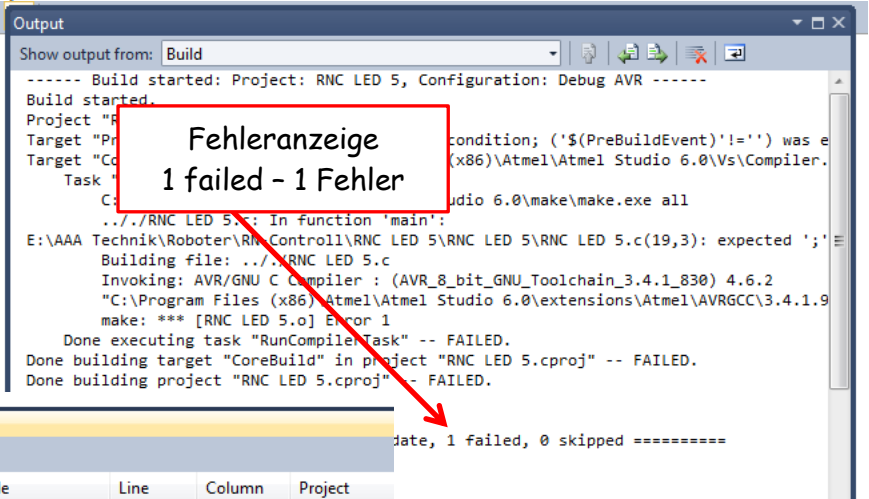 Output
Show output from: Build
------ Build started: Project: RNC LED 5, Configuration: Debug AVR ------
Build started.
Project "R
Target "Pr condition; ('$(PreBuildEvent)'!='') was e
Target "Co (x86)\Atmel\Atmel Studio 6.0\Vs\Compiler.
Task "
C: udio 6.0\make\make.exe all
Fehleranzeige
1 failed – 1 Fehler
.././RNC LED 5.c: In function 'main':
E:\AAA Technik\Roboter\RN-Controll\RNC LED 5\RNC LED 5\RNC LED 5.c(19,3): expected ';'
Building file: .././RNC LED 5.c
Invoking: AVR/GNU C Compiler : (AVR_8_bit_GNU_Toolchain_3.4.1_830) 4.6.2
"C:\Program Files (x86)\Atmel\Atmel Studio 6.0\extensions\Atmel\AVRGCC\3.4.1.9
make: *** [RNC LED 5.o] Error 1
Done executing task "RunCompilerTask" -- FAILED.
Done building target "CoreBuild" in project "RNC LED 5.cproj" -- FAILED.
Done building project "RNC LED 5.cproj" -- FAILED.
date, 1 failed, 0 skipped ==========
Line Column Project